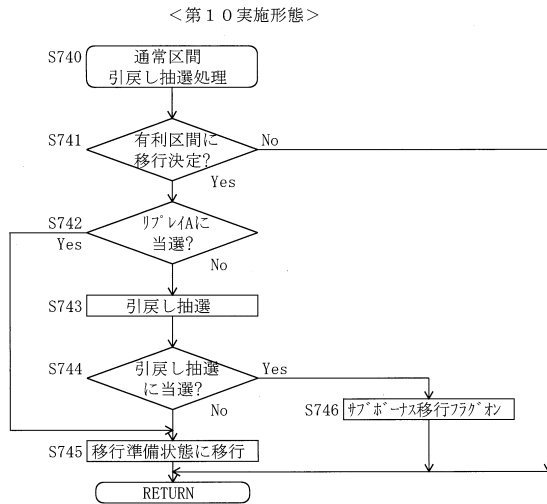 ＜第１０実施形態＞
S740
通常区間
引戻し抽選処理
S741
有利区間に
移行決定?
No
Yes
S742
ﾘﾌﾟﾚｲAに
当選?
Yes
No
S743
引戻し抽選
S744
引戻し抽選
に当選?
Yes
No
S746
ｻﾌﾞﾎﾞｰﾅｽ移行ﾌﾗｸﾞｵﾝ
S745
移行準備状態に移行
RETURN